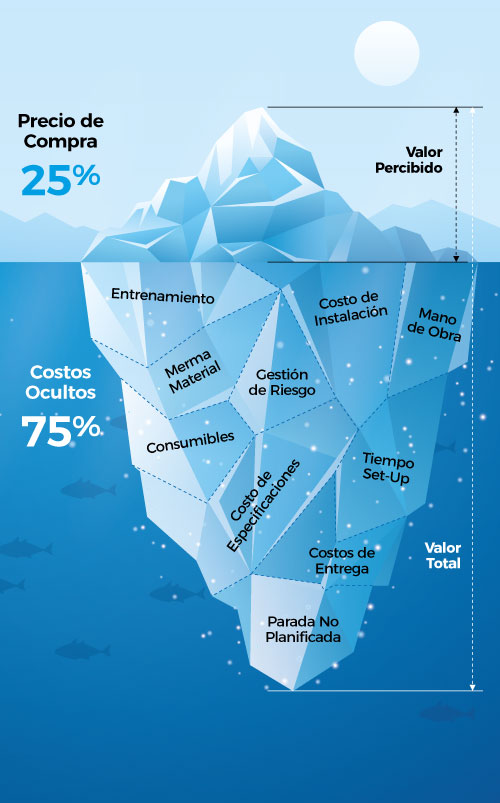 Precio de
Compra
25%
Valor
Percibido
Entrenamiento
Costo de
Instalación
Mano
de Obra
Merma
Material
Gestión
de Riesgo
Costos
Ocultos
75%
Consumibles
Costo de
Especificaciones
Tiempo
Set-Up
Costos de
Entrega
Valor
Total
Parada No
Planificada